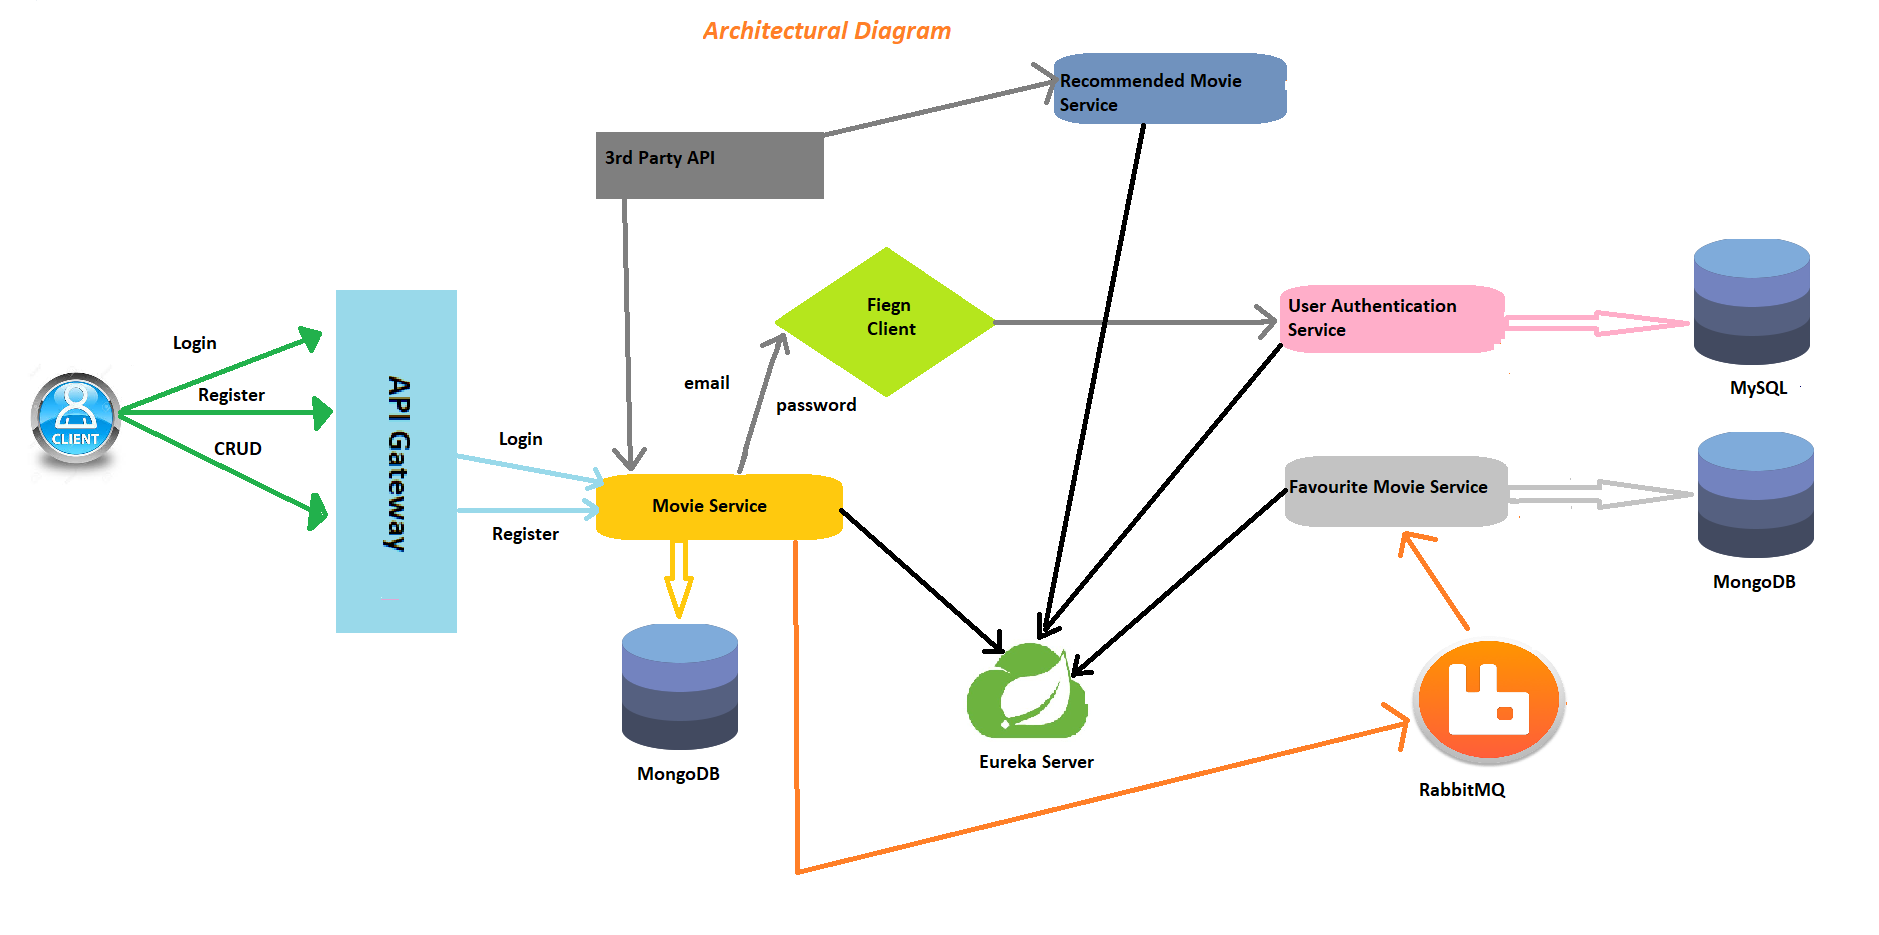 Architectural Diagram
Recommended Movie
Service
3rd Party API
Fiegn
Client
User Authentication
Service
Login
Register
CRUD
CLIENT
API Gateway
email
password
MySQL
Login
Register
Movie Service
Favourite Movie Service
MongoDB
MongoDB
Eureka Server
RabbitMQ